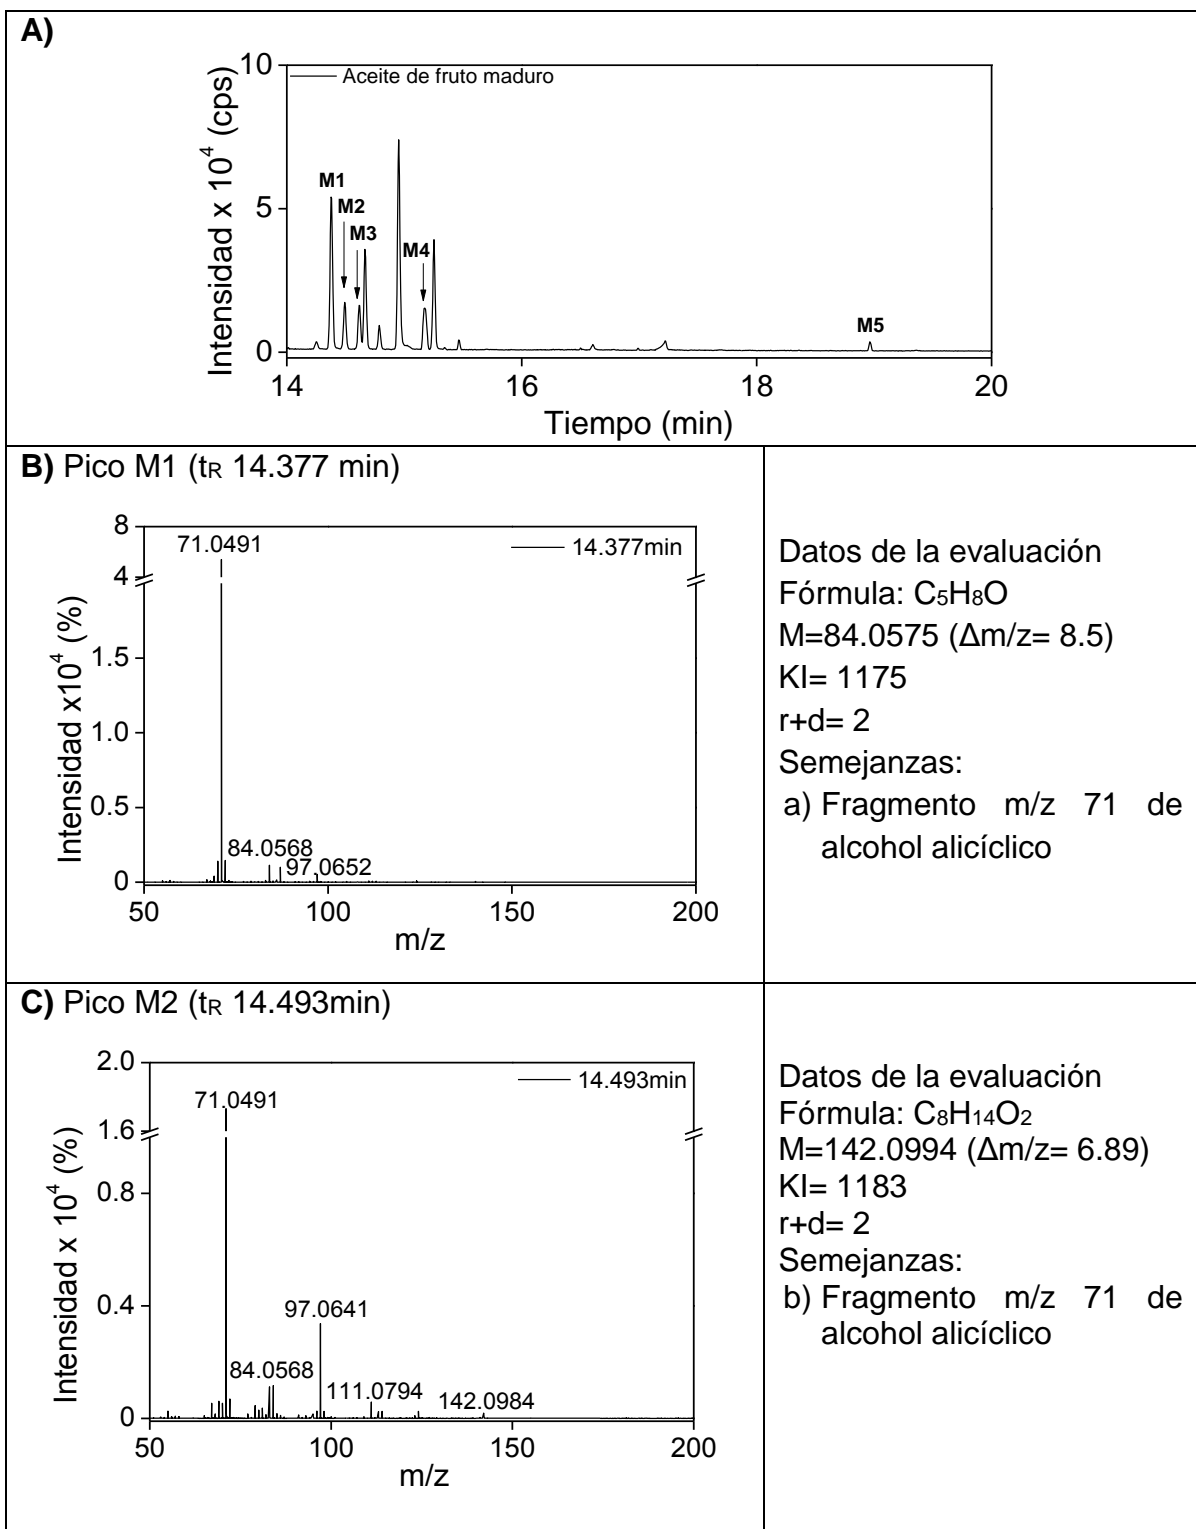 A)
Aceite de fruto maduro
Intensidad x 10⁴ (cps)
10
5
0
M1
M2
M3
M4
M5
14
16
18
20
Tiempo (min)
B) Pico M1 (tR 14.377 min)
Intensidad x10⁴ (%)
8
4
1.5
1.0
0.5
0
71.0491
14.377min
84.0568
97.0652
50
100
150
200
m/z
Datos de la evaluación
Fórmula: C₅H₈O
M=84.0575 (Δm/z= 8.5)
KI= 1175
r+d= 2
Semejanzas:
a) Fragmento m/z 71 de
alcohol alicíclico
C) Pico M2 (tR 14.493min)
Intensidad x 10⁴ (%)
2.0
1.6
0.8
0.4
0
71.0491
14.493min
97.0641
84.0568
111.0794
142.0984
50
100
150
200
m/z
Datos de la evaluación
Fórmula: C₈H₁₄O₂
M=142.0994 (Δm/z= 6.89)
KI= 1183
r+d= 2
Semejanzas:
b) Fragmento m/z 71 de
alcohol alicíclico